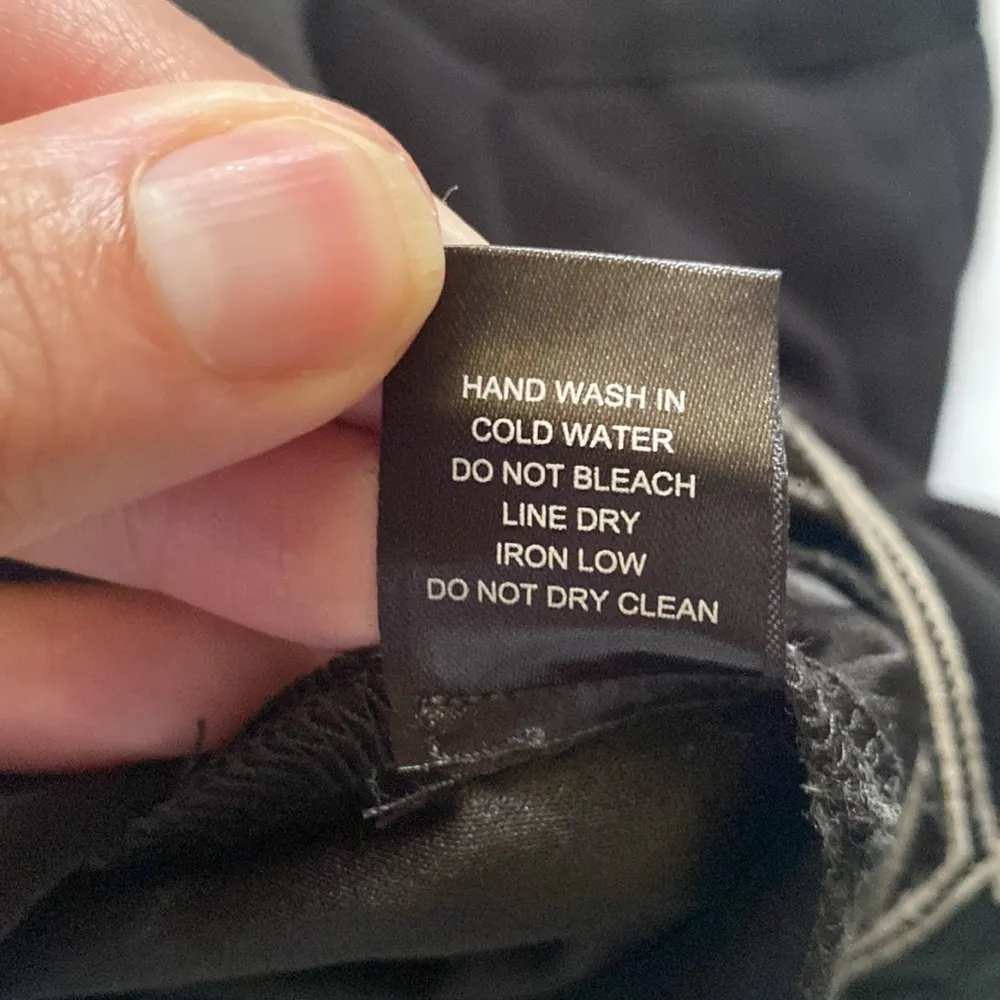 HAND WASH IN
COLD WATER
DO NOT BLEACH
LINE DRY
IRON LOW
DO NOT DRY CLEAN